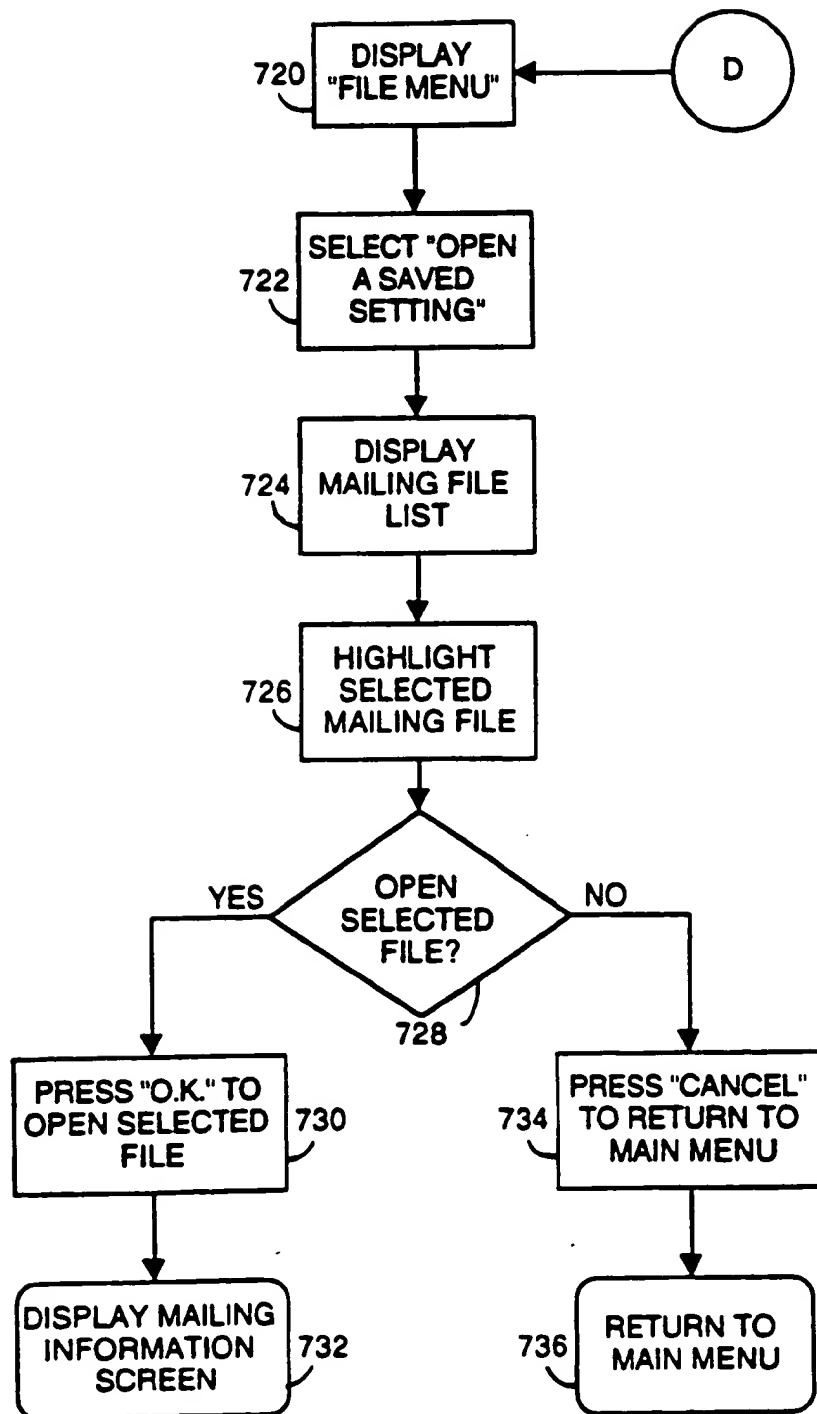 DISPLAY
"FILE MENU"
720
D
SELECT "OPEN
A SAVED
SETTING"
722
DISPLAY
MAILING FILE
LIST
724
HIGHLIGHT
SELECTED
MAILING FILE
726
YES
OPEN
SELECTED
FILE?
NO
728
PRESS "O.K." TO
OPEN SELECTED
FILE
730
PRESS "CANCEL"
TO RETURN TO
MAIN MENU
734
DISPLAY MAILING
INFORMATION
SCREEN
732
RETURN TO
MAIN MENU
736